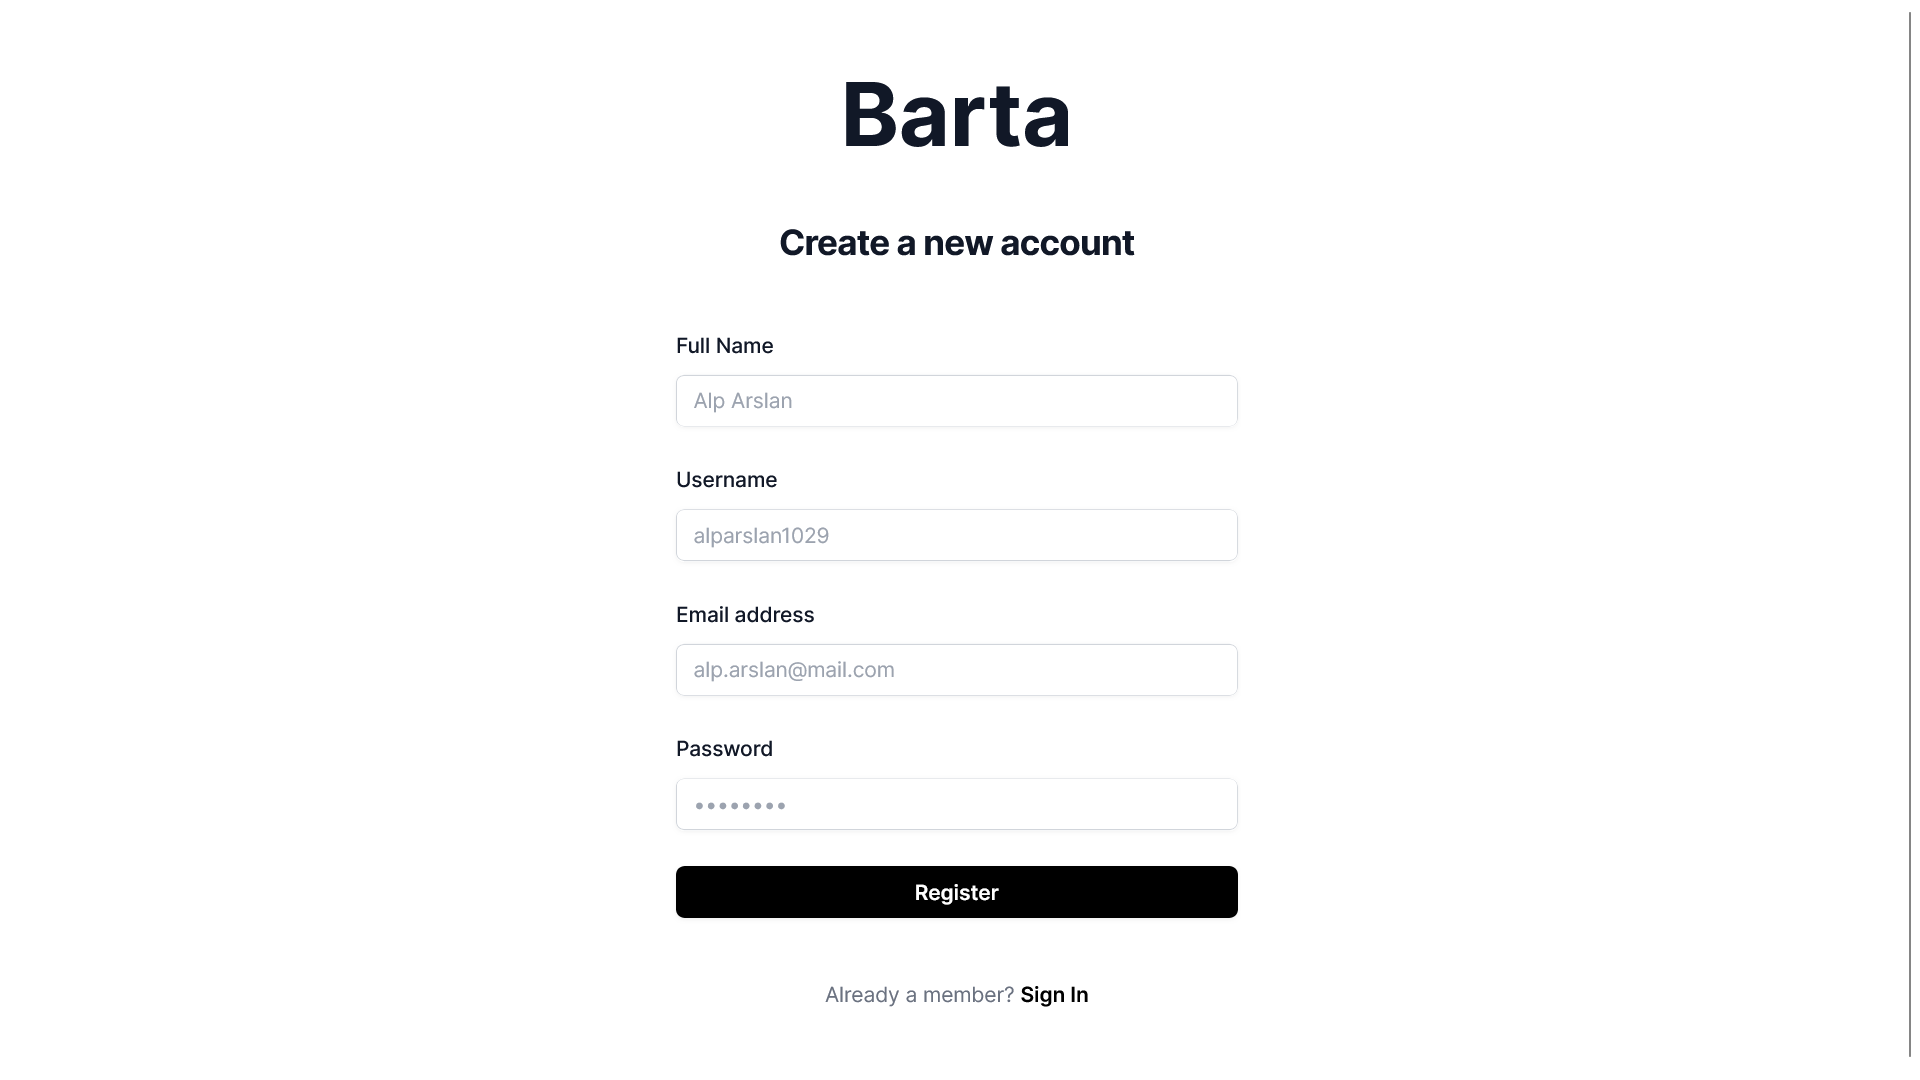 Barta
Create a new account
Full Name
Alp Arslan
Username
alparslan1029
Email address
alp.arslan@mail.com
Password
••••••••
Register
Already a member? Sign In